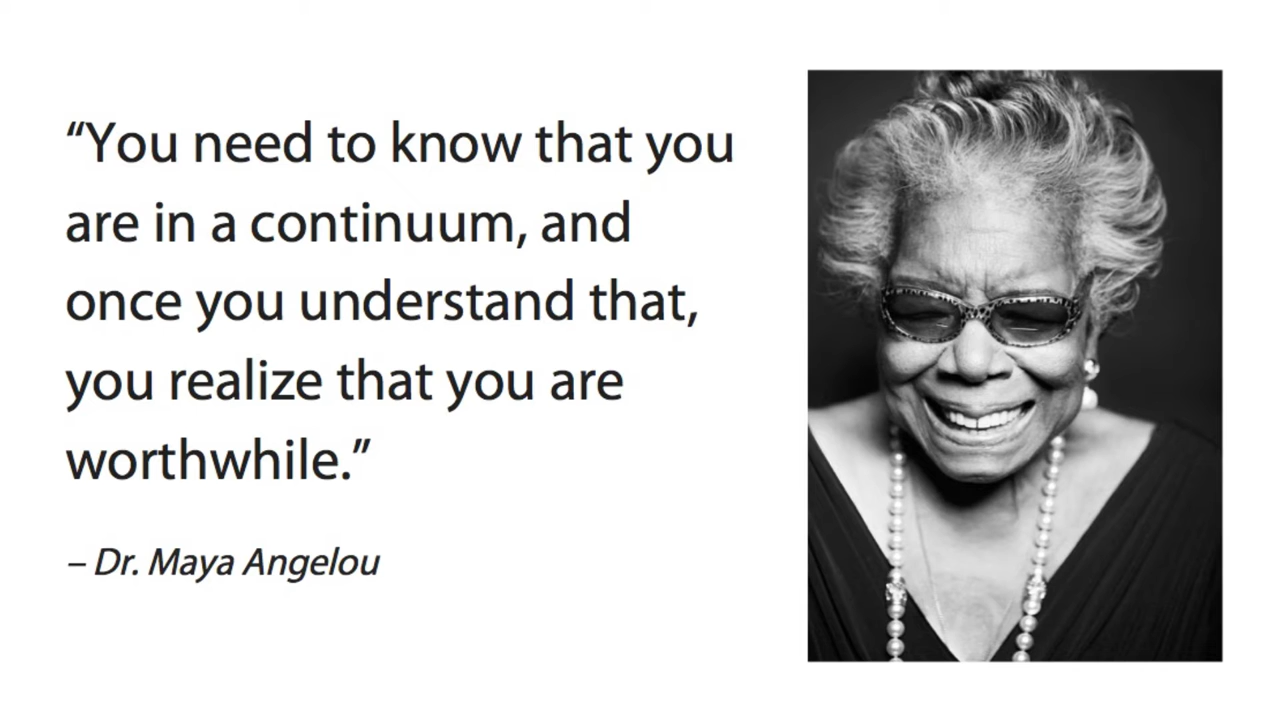 “You need to know that you
are in a continuum, and
once you understand that,
you realize that you are
worthwhile.”
– Dr. Maya Angelou